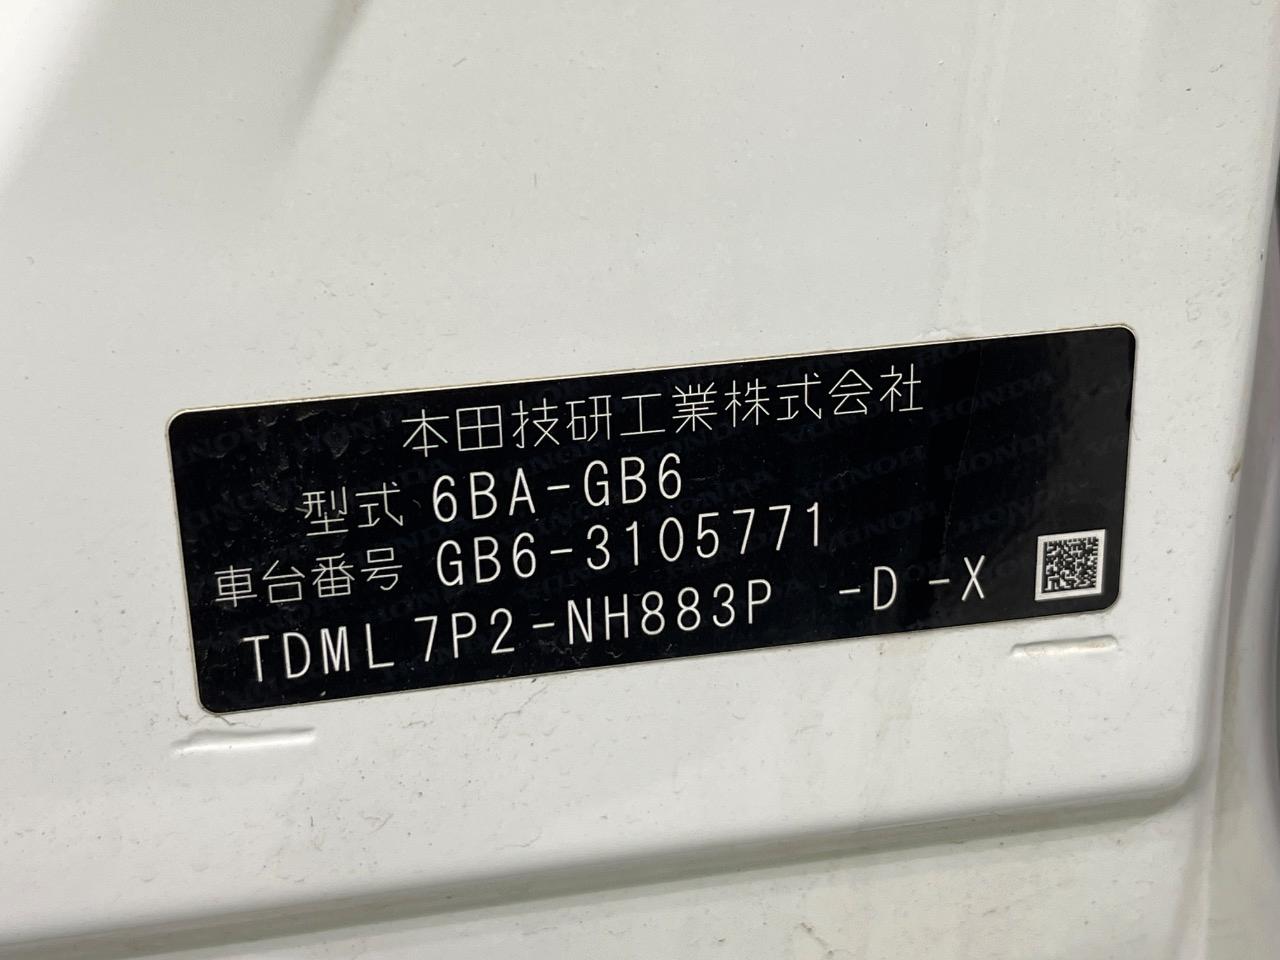 本田技研工業株式会社
型式 6BA-GB6
車台番号 GB6-3105771
TDML 7P2-NH883P -D -X